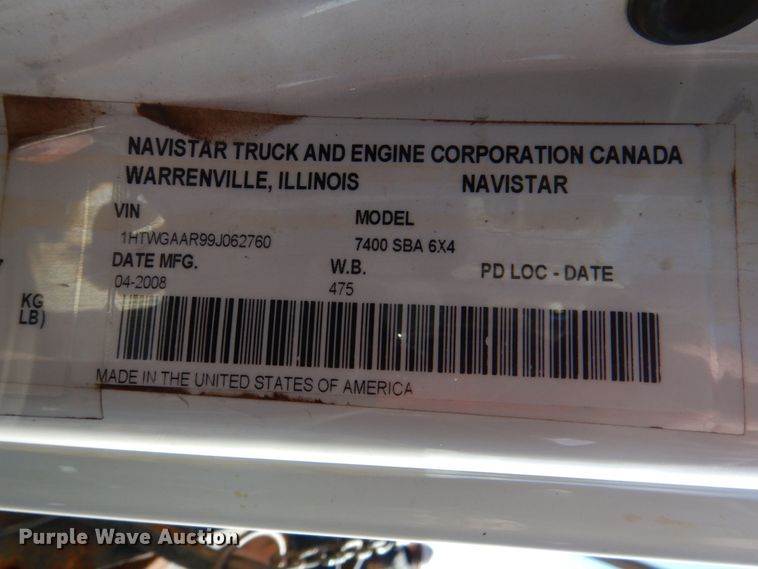 NAVISTAR TRUCK AND ENGINE CORPORATION CANADA
WARRENVILLE, ILLINOIS NAVISTAR
VIN MODEL
1HTWGAAR99J062760 7400 SBA 6X4
DATE MFG. W.B. PD LOC - DATE
04-2008 475
KG
LB)
MADE IN THE UNITED STATES OF AMERICA
Purple Wave Auction